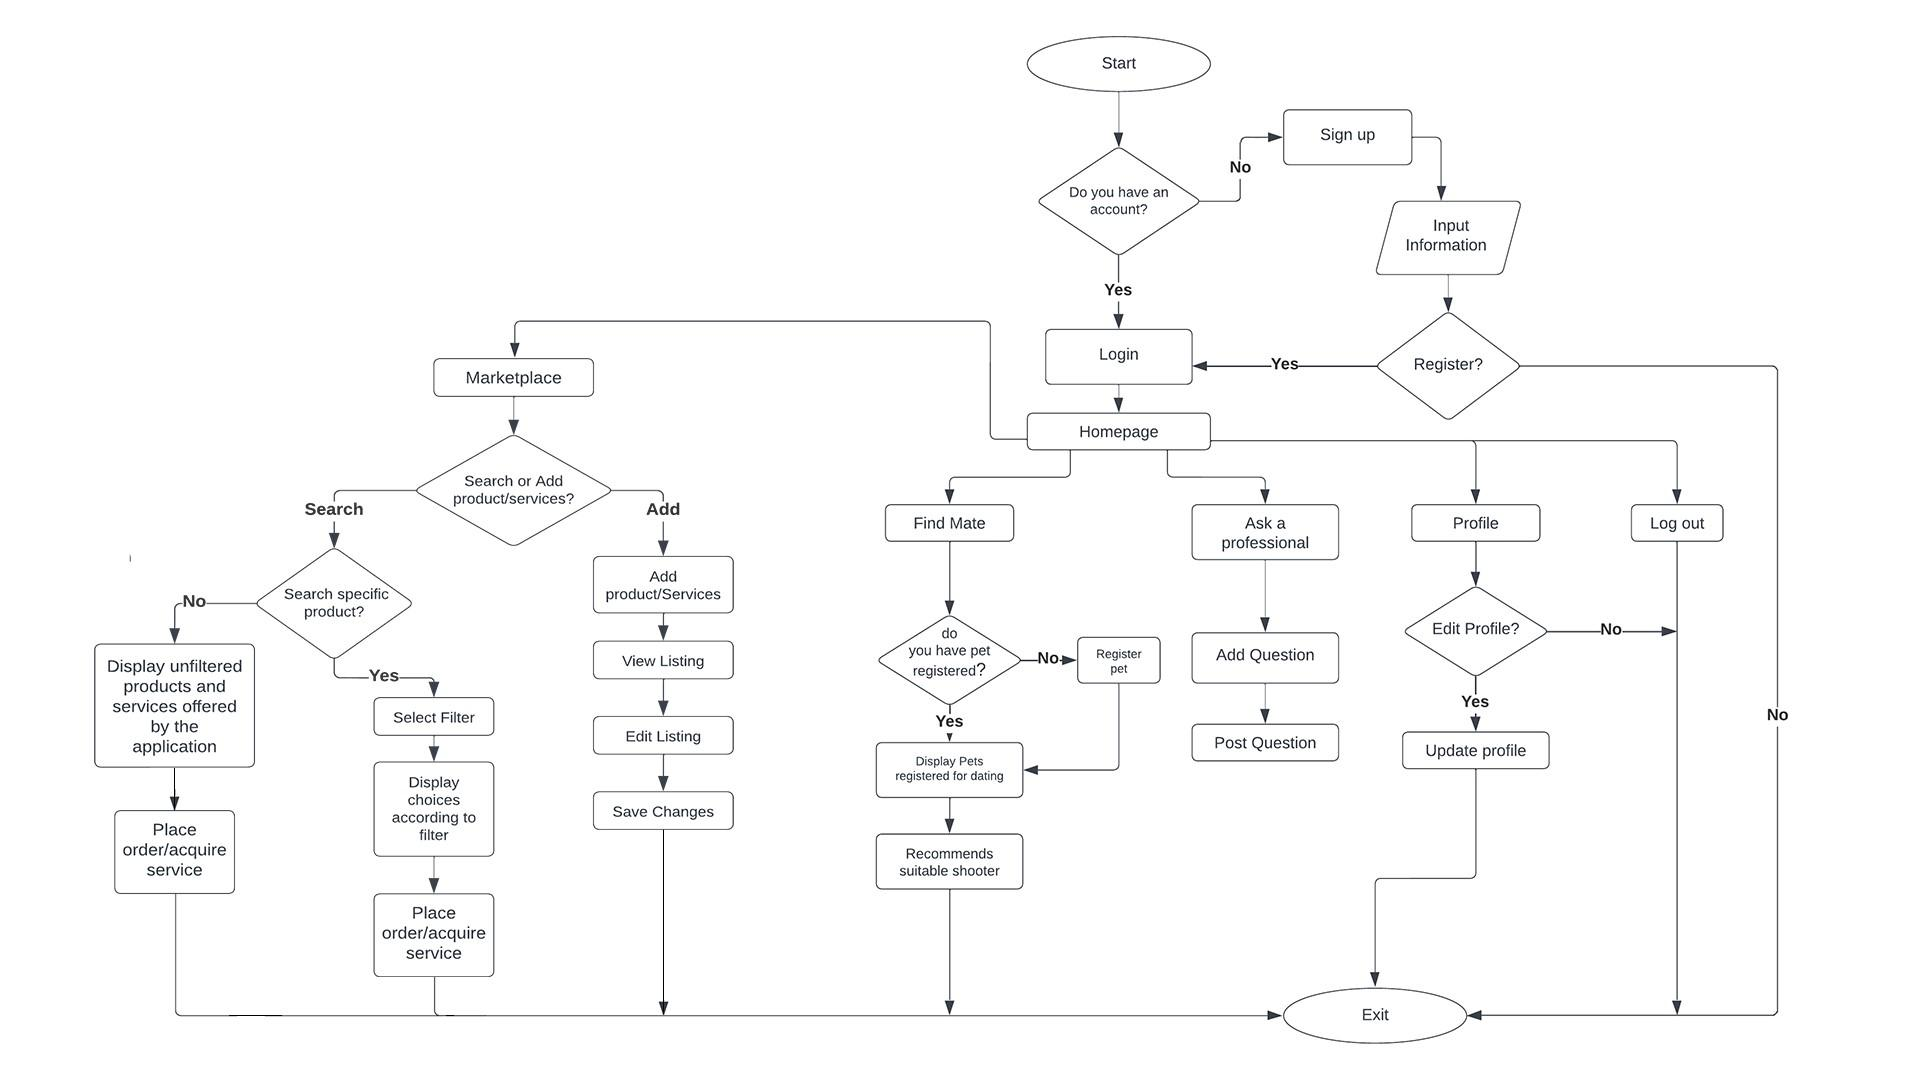 Start
Do you have an
account?
No
Sign up
Input
Information
Yes
Login
Yes
Register?
Homepage
Marketplace
Search or Add
product/services?
Search
Add
Search specific
product?
No
Yes
Display unfiltered
products and
services offered
by the
application
Place
order/acquire
service
Select Filter
Display
choices
according to
filter
Place
order/acquire
service
Add
product/Services
View Listing
Edit Listing
Save Changes
Find Mate
do
you have pet
registered?
No
Register
pet
Yes
Display Pets
registered for dating
Recommends
suitable shooter
Ask a
professional
Add Question
Post Question
Profile
Edit Profile?
No
Yes
Update profile
Log out
No
Exit